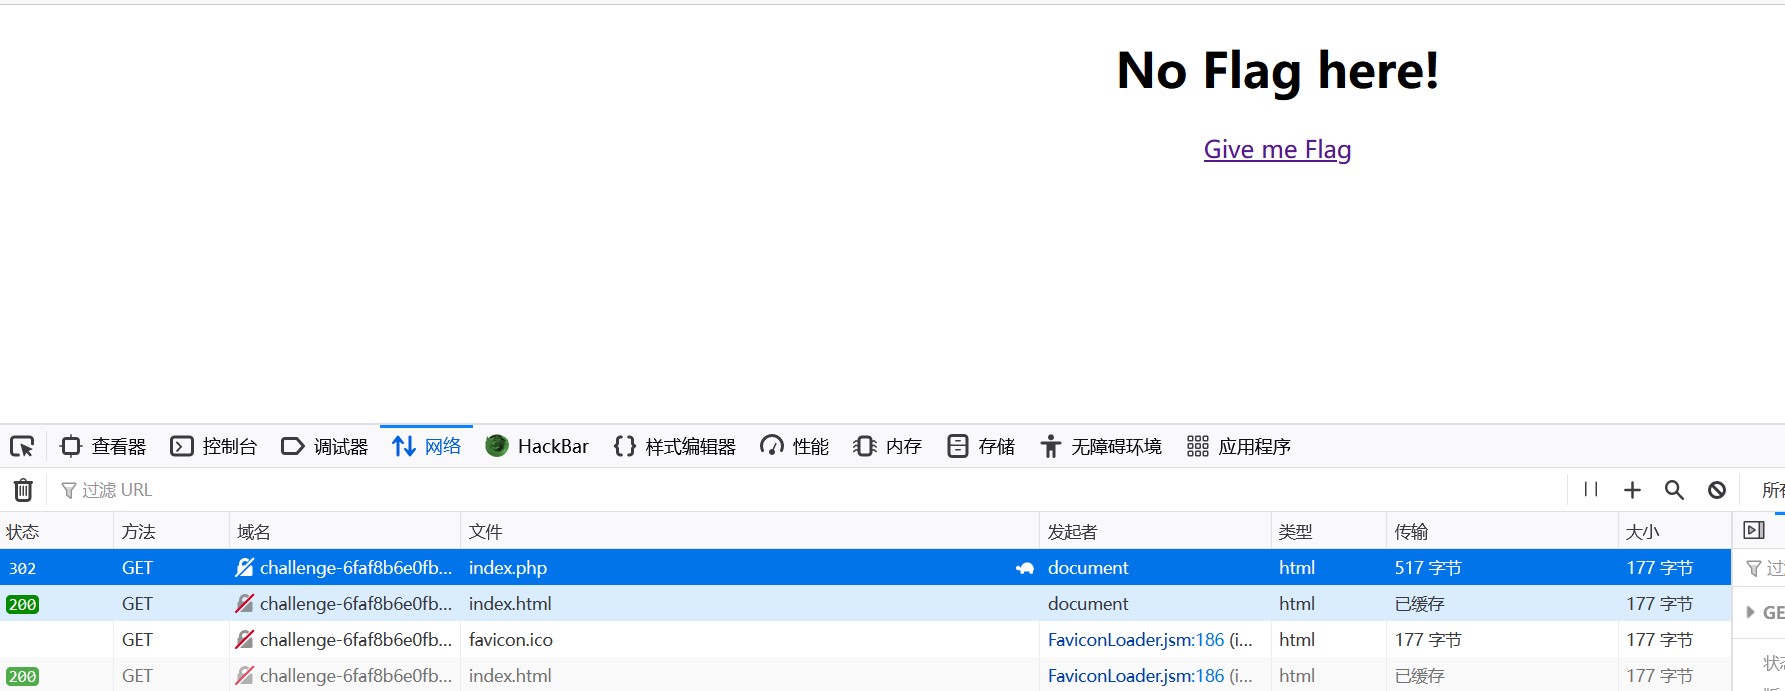 No Flag here!
Give me Flag
查看器 控制台 调试器 网络 HackBar {} 样式编辑器 性能 内存 存储 无障碍环境 应用程序
过滤 URL 所有
状态 方法 域名 文件 发起者 类型 传输 大小
302 GET challenge-6faf8b6e0fb... index.php document html 517 字节 177 字节
200 GET challenge-6faf8b6e0fb... index.html document html 已缓存 177 字节
GET challenge-6faf8b6e0fb... favicon.ico FaviconLoader.jsm:186 (i... html 177 字节 177 字节
200 GET challenge-6faf8b6e0fb... index.html FaviconLoader.jsm:186 (i... html 已缓存 177 字节
过
GE
状态